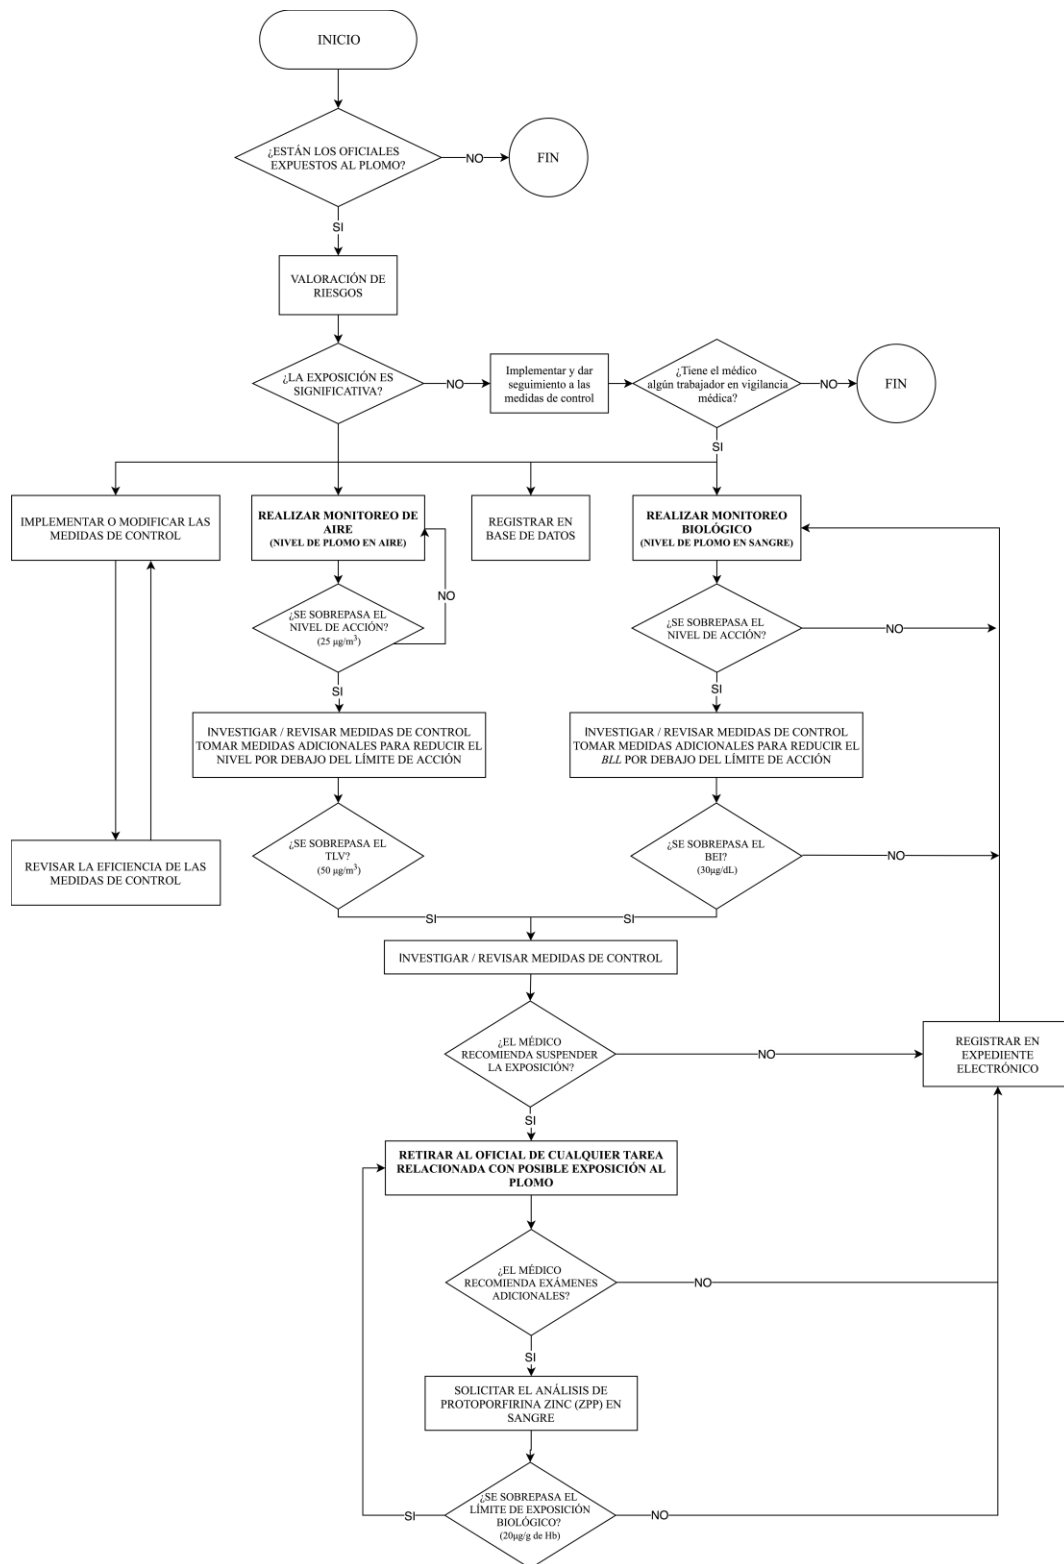 INICIO
¿ESTÁN LOS OFICIALES
EXPUESTOS AL PLOMO?
NO
FIN
SI
VALORACIÓN DE
RIESGOS
¿LA EXPOSICIÓN ES
SIGNIFICATIVA?
NO
Implementar y dar
seguimiento a las
medidas de control
¿Tiene el médico
algún trabajador en vigilancia
médica?
NO
FIN
SI
IMPLEMENTAR O MODIFICAR LAS
MEDIDAS DE CONTROL
REALIZAR MONITOREO DE
AIRE
(NIVEL DE PLOMO EN AIRE)
REGISTRAR EN
BASE DE DATOS
REALIZAR MONITOREO
BIOLÓGICO
(NIVEL DE PLOMO EN SANGRE)
NO
¿SE SOBREPASA EL
NIVEL DE ACCIÓN?
(25 µg/m³)
¿SE SOBREPASA EL
NIVEL DE ACCIÓN?
NO
SI
SI
INVESTIGAR / REVISAR MEDIDAS DE CONTROL
TOMAR MEDIDAS ADICIONALES PARA REDUCIR EL
NIVEL POR DEBAJO DEL LÍMITE DE ACCIÓN
INVESTIGAR / REVISAR MEDIDAS DE CONTROL
TOMAR MEDIDAS ADICIONALES PARA REDUCIR EL
BLL POR DEBAJO DEL LÍMITE DE ACCIÓN
REVISAR LA EFICIENCIA DE LAS
MEDIDAS DE CONTROL
¿SE SOBREPASA EL
TLV?
(50 µg/m³)
¿SE SOBREPASA EL
BEI?
(30µg/dL)
NO
SI
SI
INVESTIGAR / REVISAR MEDIDAS DE CONTROL
¿EL MÉDICO
RECOMIENDA SUSPENDER
LA EXPOSICIÓN?
NO
REGISTRAR EN
EXPEDIENTE
ELECTRÓNICO
SI
RETIRAR AL OFICIAL DE CUALQUIER TAREA
RELACIONADA CON POSIBLE EXPOSICIÓN AL
PLOMO
¿EL MÉDICO
RECOMIENDA EXÁMENES
ADICIONALES?
NO
SI
SOLICITAR EL ANÁLISIS DE
PROTOPORFIRINA ZINC (ZPP) EN
SANGRE
¿SE SOBREPASA EL
LÍMITE DE EXPOSICIÓN
BIOLÓGICO?
(20µg/g de Hb)
SI
NO